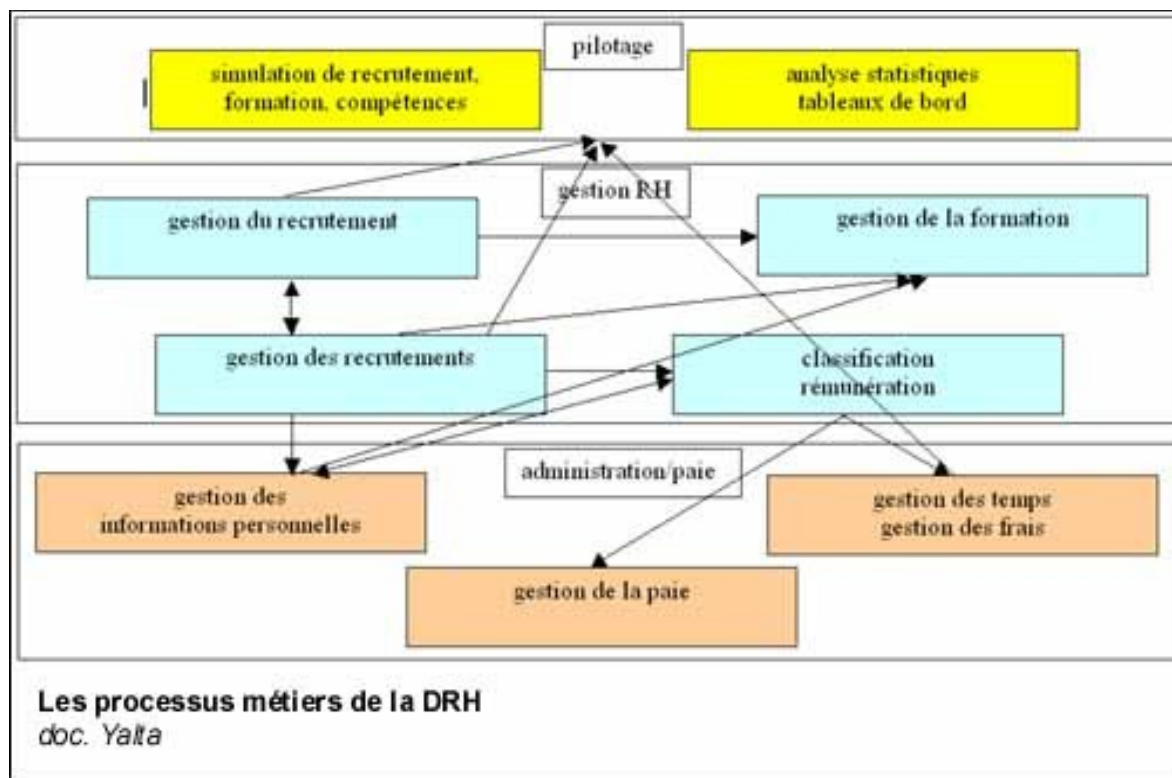 pilotage
simulation de recrutement,
formation, compétences
analyse statistiques
tableaux de bord
gestion RH
gestion du recrutement
gestion de la formation
gestion des recrutements
classification
rémunération
administration/paie
gestion des
informations personnelles
gestion des temps
gestion des frais
gestion de la paie
Les processus métiers de la DRH
doc. Yalta